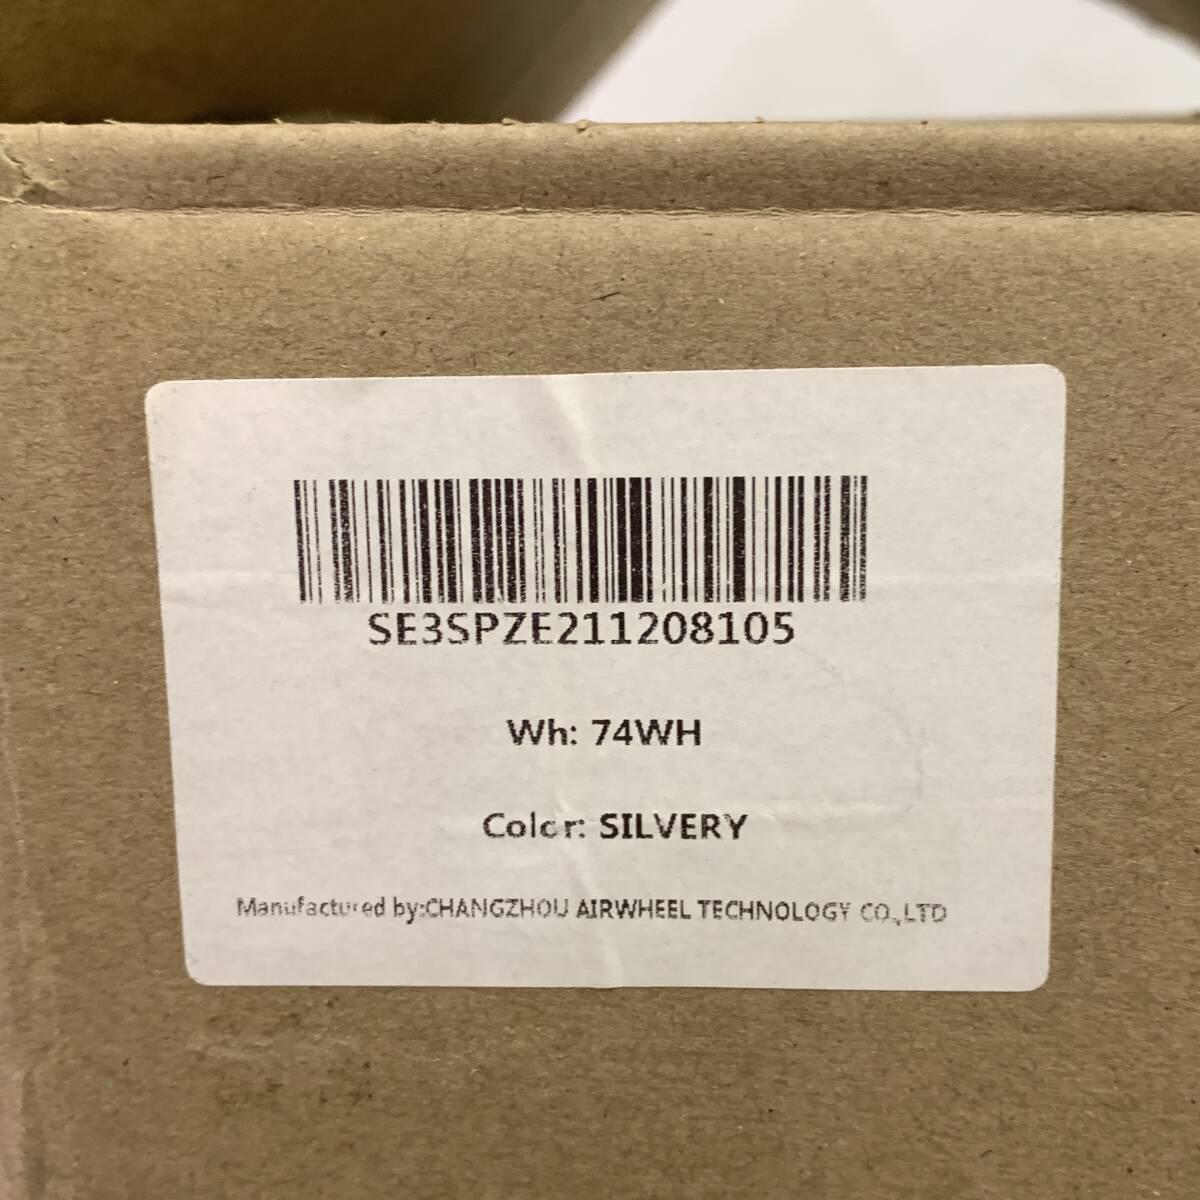 SE3SPZE211208105
Wh: 74WH
Color: SILVERY
Manufactured by:CHANGZHOU AIRWHEEL TECHNOLOGY CO.,LTD